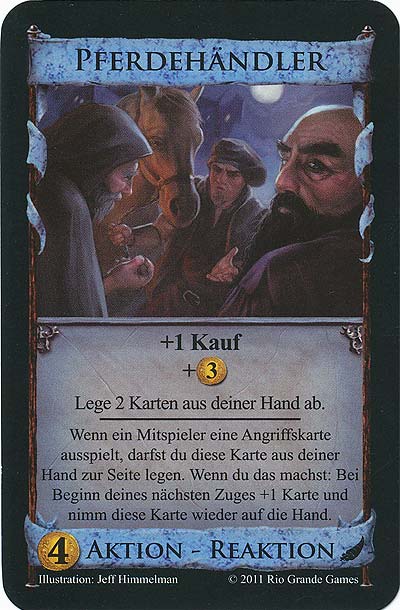 PFERDEHÄNDLER
+1 Kauf
+3
Lege 2 Karten aus deiner Hand ab.
Wenn ein Mitspieler eine Angriffskarte
ausspielt, darfst du diese Karte aus deiner
Hand zur Seite legen. Wenn du das machst: Bei
Beginn deines nächsten Zuges +1 Karte und
nimm diese Karte wieder auf die Hand.
4 AKTION - REAKTION
Illustration: Jeff Himmelman © 2011 Rio Grande Games